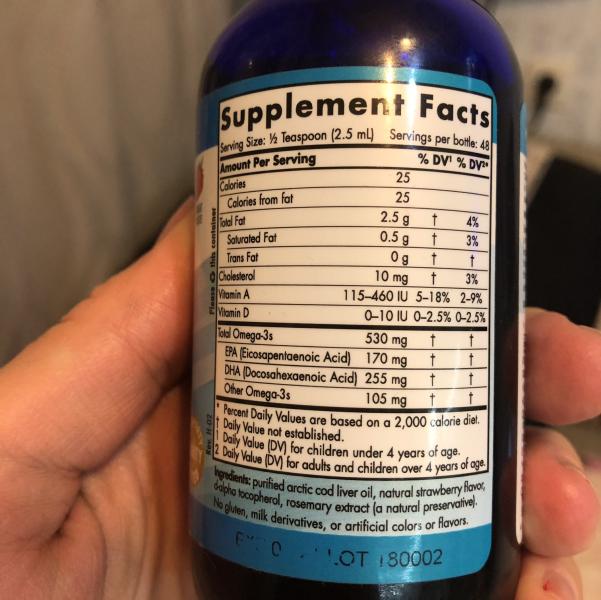 Supplement Facts
Serving Size: ½ Teaspoon (2.5 mL) Servings per bottle: 48
Amount Per Serving % DV¹ % DV²*
Calories 25
Calories from fat 25
Total Fat 2.5 g † 4%
Saturated Fat 0.5 g † 3%
Trans Fat 0 g † †
Cholesterol 10 mg † 3%
Vitamin A 115–460 IU 5–18% 2–9%
Vitamin D 0–10 IU 0–2.5% 0–2.5%
Total Omega-3s 530 mg † †
EPA (Eicosapentaenoic Acid) 170 mg † †
DHA (Docosahexaenoic Acid) 255 mg † †
Other Omega-3s 105 mg † †
* Percent Daily Values are based on a 2,000 calorie diet.
† Daily Value not established.
1 Daily Value (DV) for children under 4 years of age.
2 Daily Value (DV) for adults and children over 4 years of age.
Ingredients: purified arctic cod liver oil, natural strawberry flavor,
d-alpha tocopherol, rosemary extract (a natural preservative).
No gluten, milk derivatives, or artificial colors or flavors.
LOT 180002
Please this container
Rev. H-02